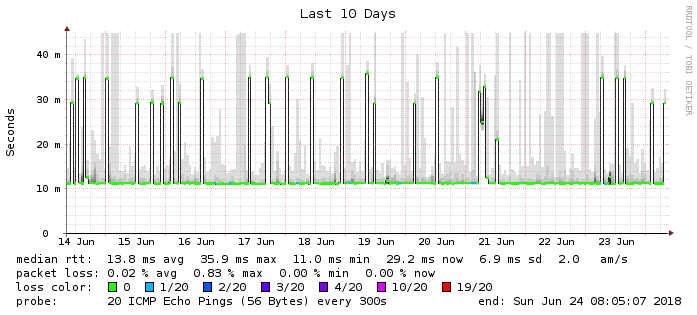 Last 10 Days
RRDTOOL / TOBI OETIKER
Seconds
40 m
30 m
20 m
10 m
0
14 Jun 15 Jun 16 Jun 17 Jun 18 Jun 19 Jun 20 Jun 21 Jun 22 Jun 23 Jun
median rtt: 13.8 ms avg 35.9 ms max 11.0 ms min 29.2 ms now 6.9 ms sd 2.0 am/s
packet loss: 0.02 % avg 0.83 % max 0.00 % min 0.00 % now
loss color: 0 1/20 2/20 3/20 4/20 10/20 19/20
probe: 20 ICMP Echo Pings (56 Bytes) every 300s end: Sun Jun 24 08:05:07 2018